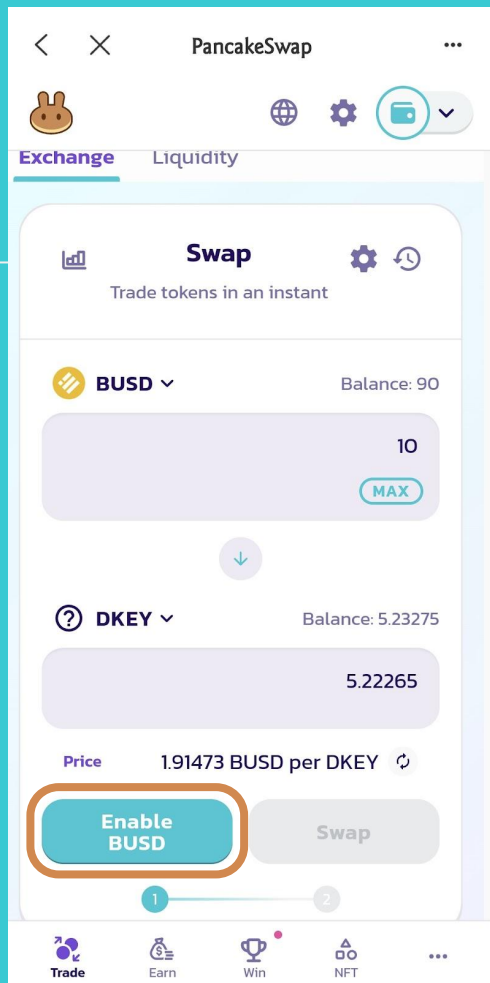 PancakeSwap
Exchange Liquidity
Swap
Trade tokens in an instant
BUSD Balance: 90
10
MAX
DKEY Balance: 5.23275
5.22265
Price 1.91473 BUSD per DKEY
Enable
BUSD
Swap
1 2
Trade Earn Win NFT